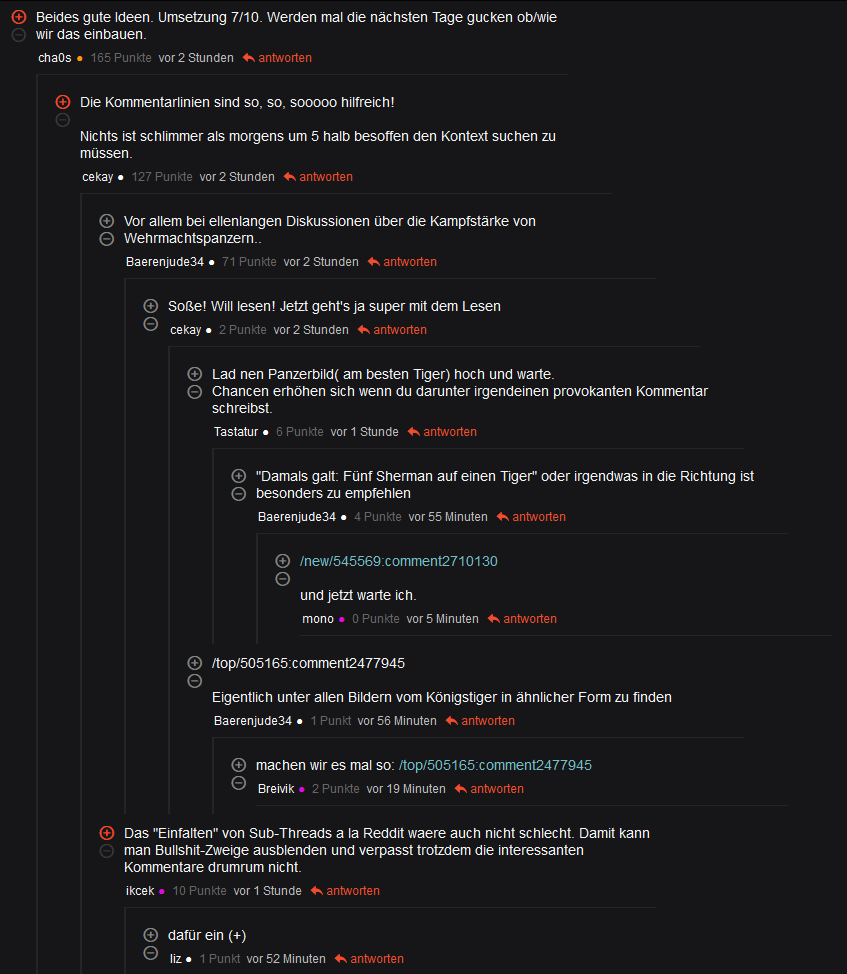 Beides gute Ideen. Umsetzung 7/10. Werden mal die nächsten Tage gucken ob/wie
wir das einbauen.
cha0s 165 Punkte vor 2 Stunden antworten
Die Kommentarlinien sind so, so, sooooo hilfreich!
Nichts ist schlimmer als morgens um 5 halb besoffen den Kontext suchen zu
müssen.
cekay 127 Punkte vor 2 Stunden antworten
Vor allem bei ellenlangen Diskussionen über die Kampfstärke von
Wehrmachtspanzern..
Baerenjude34 71 Punkte vor 2 Stunden antworten
Soße! Will lesen! Jetzt geht's ja super mit dem Lesen
cekay 2 Punkte vor 2 Stunden antworten
Lad nen Panzerbild( am besten Tiger) hoch und warte.
Chancen erhöhen sich wenn du darunter irgendeinen provokanten Kommentar
schreibst.
Tastatur 6 Punkte vor 1 Stunde antworten
"Damals galt: Fünf Sherman auf einen Tiger" oder irgendwas in die Richtung ist
besonders zu empfehlen
Baerenjude34 4 Punkte vor 55 Minuten antworten
/new/545569:comment2710130
und jetzt warte ich.
mono 0 Punkte vor 5 Minuten antworten
/top/505165:comment2477945
Eigentlich unter allen Bildern vom Königstiger in ähnlicher Form zu finden
Baerenjude34 1 Punkt vor 56 Minuten antworten
machen wir es mal so: /top/505165:comment2477945
Breivik 2 Punkte vor 19 Minuten antworten
Das "Einfalten" von Sub-Threads a la Reddit waere auch nicht schlecht. Damit kann
man Bullshit-Zweige ausblenden und verpasst trotzdem die interessanten
Kommentare drumrum nicht.
ikcek 10 Punkte vor 1 Stunde antworten
dafür ein (+)
liz 1 Punkt vor 52 Minuten antworten